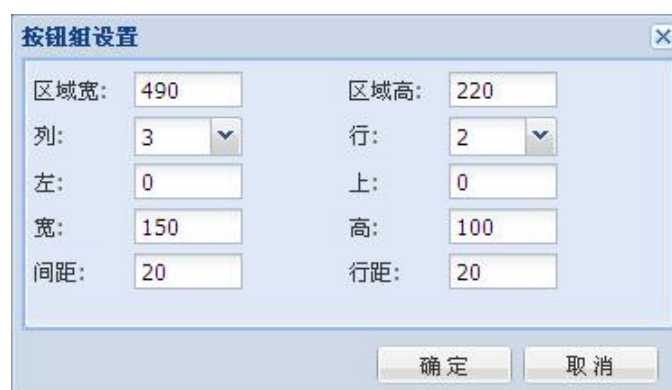 按钮组设置
区域宽: 490 区域高: 220
列: 3 行: 2
左: 0 上: 0
宽: 150 高: 100
间距: 20 行距: 20
确定 取消